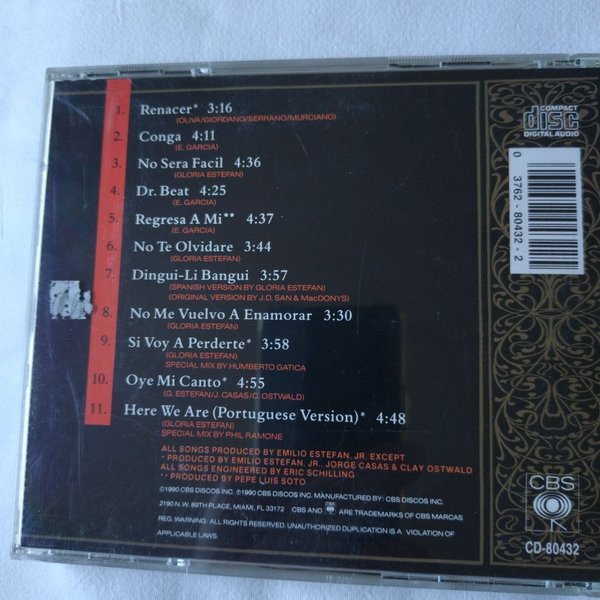 1. Renacer* 3:16
(OLIVA/GIORDANO/SERRANO/MURCIANO)
2. Conga 4:11
(E. GARCIA)
3. No Sera Facil 4:36
(GLORIA ESTEFAN)
4. Dr. Beat 4:25
(E. GARCIA)
5. Regresa A Mi** 4:37
(E. GARCIA)
6. No Te Olvidare 3:44
(GLORIA ESTEFAN)
7. Dingui-Li Bangui 3:57
(SPANISH VERSION BY GLORIA ESTEFAN)
(ORIGINAL VERSION BY J.D. SAN & MacDONYS)
8. No Me Vuelvo A Enamorar 3:30
(GLORIA ESTEFAN)
9. Si Voy A Perderte* 3:58
(GLORIA ESTEFAN)
SPECIAL MIX BY HUMBERTO GATICA
10. Oye Mi Canto* 4:55
(G. ESTEFAN/J. CASAS/C. OSTWALD)
11. Here We Are (Portuguese Version)* 4:48
(GLORIA ESTEFAN)
SPECIAL MIX BY PHIL RAMONE
ALL SONGS PRODUCED BY EMILIO ESTEFAN, JR. EXCEPT
* PRODUCED BY EMILIO ESTEFAN, JR., JORGE CASAS & CLAY OSTWALD
ALL SONGS ENGINEERED BY ERIC SCHILLING
** PRODUCED BY PEPE LUIS SOTO
©1990 CBS DISCOS INC. ℗1990 CBS DISCOS INC. MANUFACTURED BY: CBS DISCOS INC.
2190 N.W. 89TH PLACE, MIAMI, FL 33172 CBS AND CBS ARE TRADEMARKS OF CBS MARCAS
REG. WARNING: ALL RIGHTS RESERVED. UNAUTHORIZED DUPLICATION IS A VIOLATION OF
APPLICABLE LAWS.
COMPACT
disc
DIGITAL AUDIO
0 3762-80432-2
CBS
CD-80432